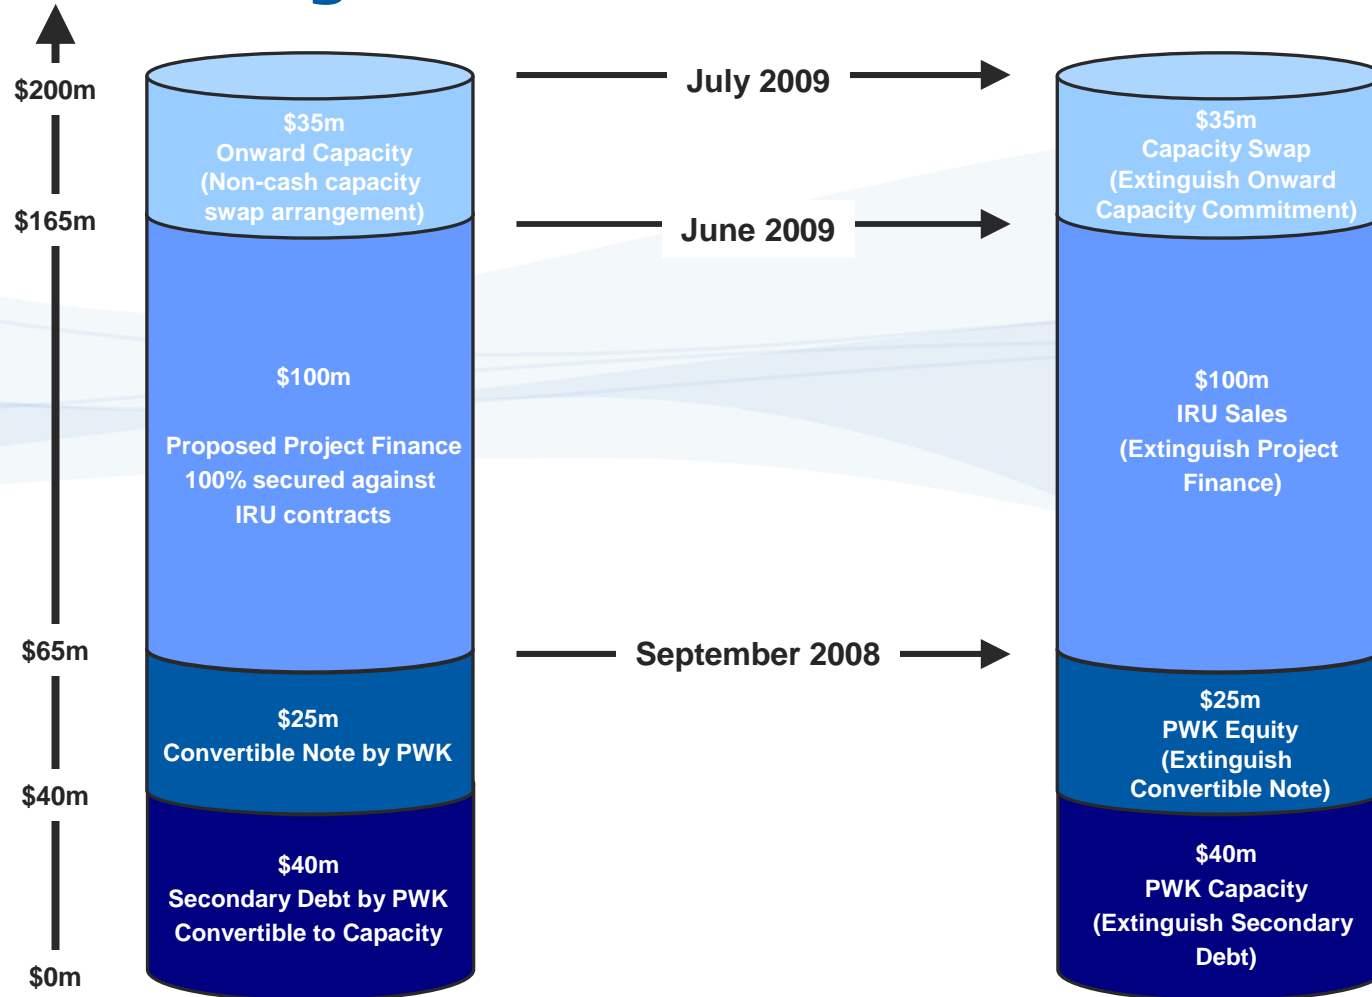 $200m
$165m
$65m
$40m
$0m
$35m
Onward Capacity
(Non-cash capacity
swap arrangement)
$100m
Proposed Project Finance
100% secured against
IRU contracts
$25m
Convertible Note by PWK
$40m
Secondary Debt by PWK
Convertible to Capacity
July 2009
June 2009
September 2008
$35m
Capacity Swap
(Extinguish Onward
Capacity Commitment)
$100m
IRU Sales
(Extinguish Project
Finance)
$25m
PWK Equity
(Extinguish
Convertible Note)
$40m
PWK Capacity
(Extinguish Secondary
Debt)